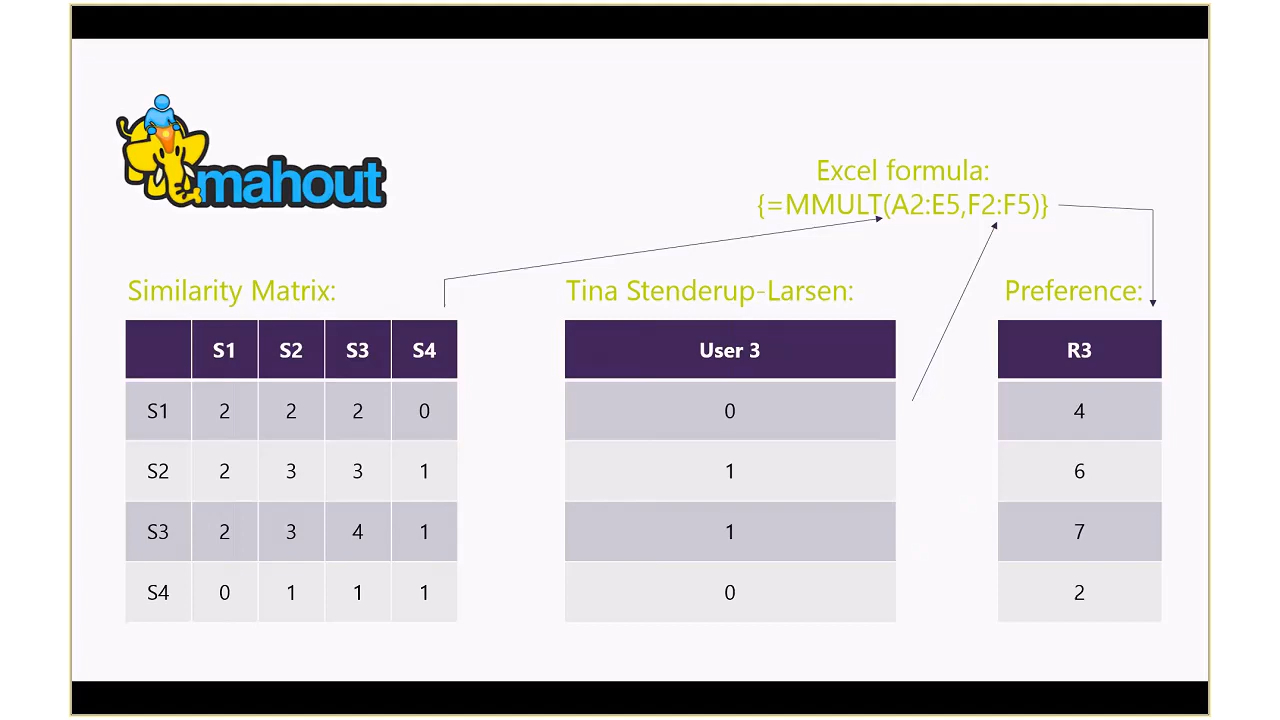 mahout
Excel formula:
{=MMULT(A2:E5,F2:F5)}
Similarity Matrix:
S1 S2 S3 S4
S1 2 2 2 0
S2 2 3 3 1
S3 2 3 4 1
S4 0 1 1 1
Tina Stenderup-Larsen:
User 3
0
1
1
0
Preference:
R3
4
6
7
2